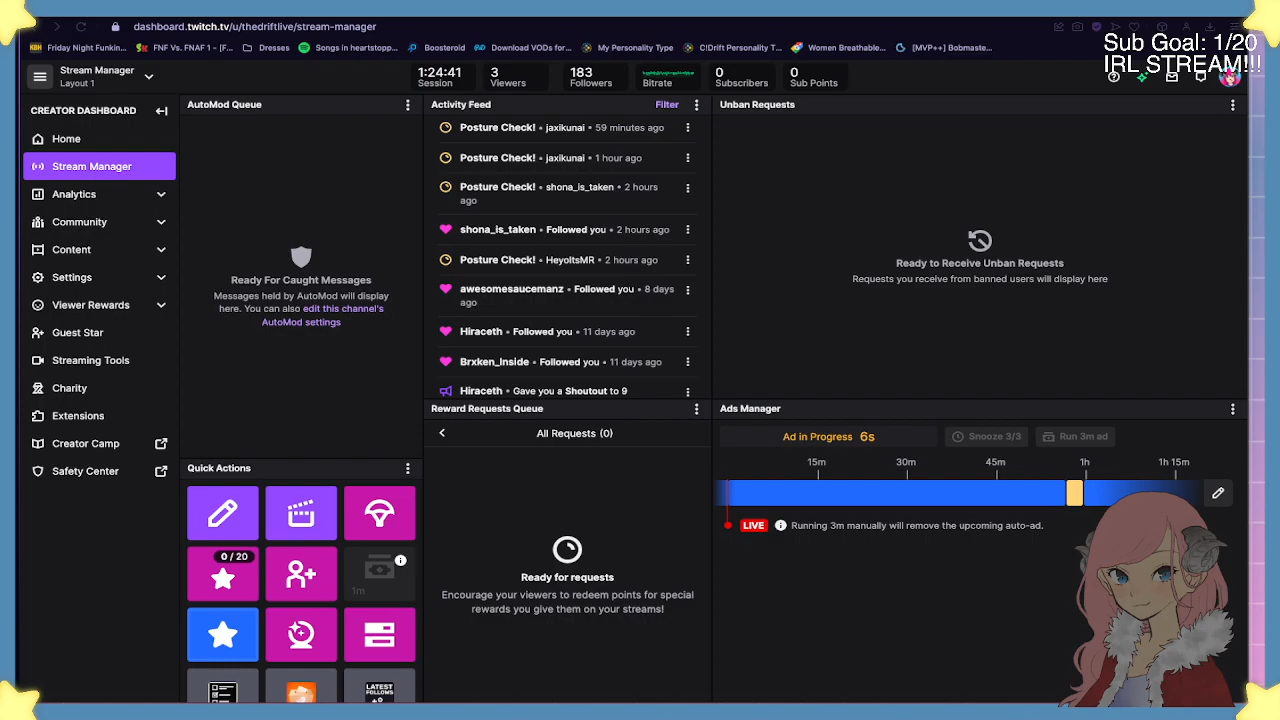 dashboard.twitch.tv/u/thedriftlive/stream-manager
Friday Night Funkin...
FNF Vs. FNAF 1 - [F...
Dresses
Songs in heartstopp...
Boosteroid
Download VODs for...
My Personality Type
C!Drift Personality T...
Women Breathable...
[MVP++] Bobmaste...
Sub Goal: 1/20
IRL STREAM!!!
Stream Manager
Layout 1
1:24:41
Session
3
Viewers
183
Followers
Bitrate
0
Subscribers
0
Sub Points
CREATOR DASHBOARD
Home
Stream Manager
Analytics
Community
Content
Settings
Viewer Rewards
Guest Star
Streaming Tools
Charity
Extensions
Creator Camp
Safety Center
AutoMod Queue
Ready For Caught Messages
Messages held by AutoMod will display
here. You can also edit this channel's
AutoMod settings
Quick Actions
0 / 20
1m
LATEST
FOLLOWS
Activity Feed
Filter
Posture Check! • jaxikunai • 59 minutes ago
Posture Check! • jaxikunai • 1 hour ago
Posture Check! • shona_is_taken • 2 hours
ago
shona_is_taken • Followed you • 2 hours ago
Posture Check! • HeyoItsMR • 2 hours ago
awesomesaucemanz • Followed you • 8 days
ago
Hiraceth • Followed you • 11 days ago
Brxken_Inside • Followed you • 11 days ago
Hiraceth • Gave you a Shoutout to 9
Reward Requests Queue
All Requests (0)
Ready for requests
Encourage your viewers to redeem points for special
rewards you give them on your streams!
Unban Requests
Ready to Receive Unban Requests
Requests you receive from banned users will display here
Ads Manager
Ad in Progress 6s
Snooze 3/3
Run 3m ad
15m
30m
45m
1h
1h 15m
LIVE
Running 3m manually will remove the upcoming auto-ad.